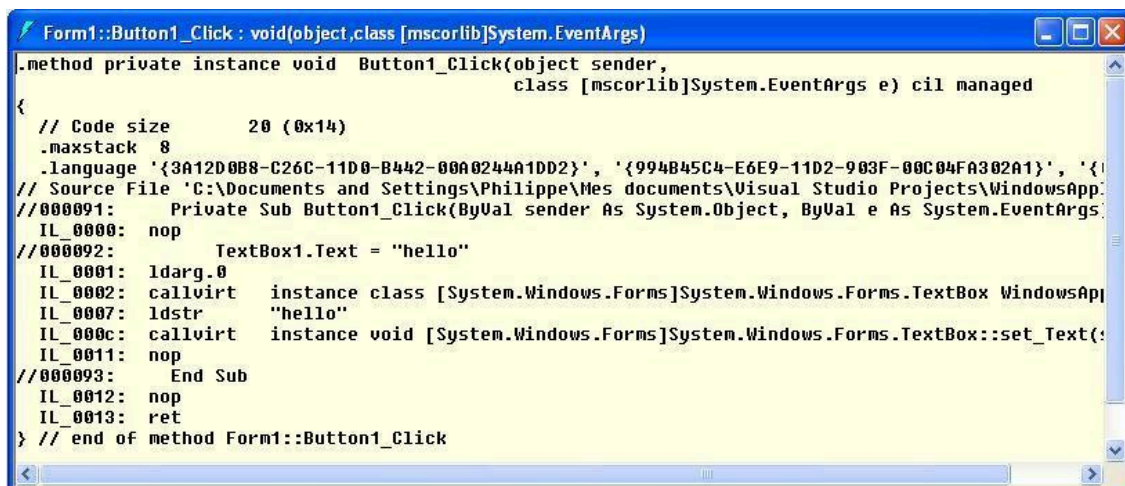 Form1::Button1_Click : void(object,class [mscorlib]System.EventArgs)
.method private instance void  Button1_Click(object sender,
                                             class [mscorlib]System.EventArgs e) cil managed
{
  // Code size       20 (0x14)
  .maxstack  8
  .language '{3A12D0B8-C26C-11D0-B442-00A0244A1DD2}', '{994B45C4-E6E9-11D2-903F-00C04FA302A1}', '{
// Source File 'C:\Documents and Settings\Philippe\Mes documents\Visual Studio Projects\WindowsAppl
//000091:     Private Sub Button1_Click(ByVal sender As System.Object, ByVal e As System.EventArgs)
  IL_0000:  nop
//000092:         TextBox1.Text = "hello"
  IL_0001:  ldarg.0
  IL_0002:  callvirt   instance class [System.Windows.Forms]System.Windows.Forms.TextBox WindowsApp
  IL_0007:  ldstr      "hello"
  IL_000c:  callvirt   instance void [System.Windows.Forms]System.Windows.Forms.TextBox::set_Text(
  IL_0011:  nop
//000093:     End Sub
  IL_0012:  nop
  IL_0013:  ret
} // end of method Form1::Button1_Click